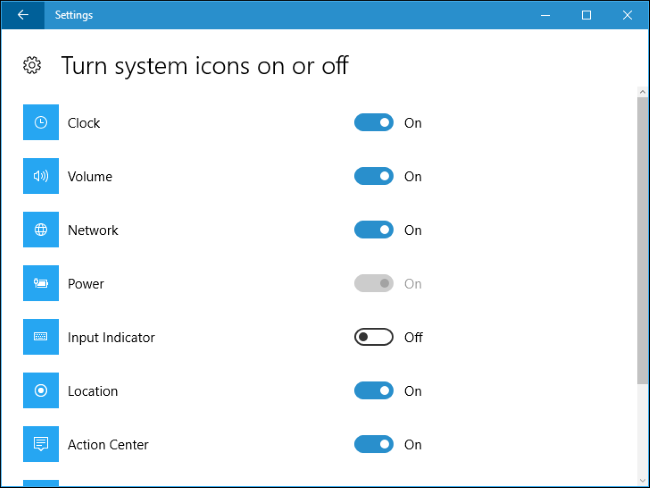 Settings
Turn system icons on or off
Clock On
Volume On
Network On
Power On
Input Indicator Off
Location On
Action Center On